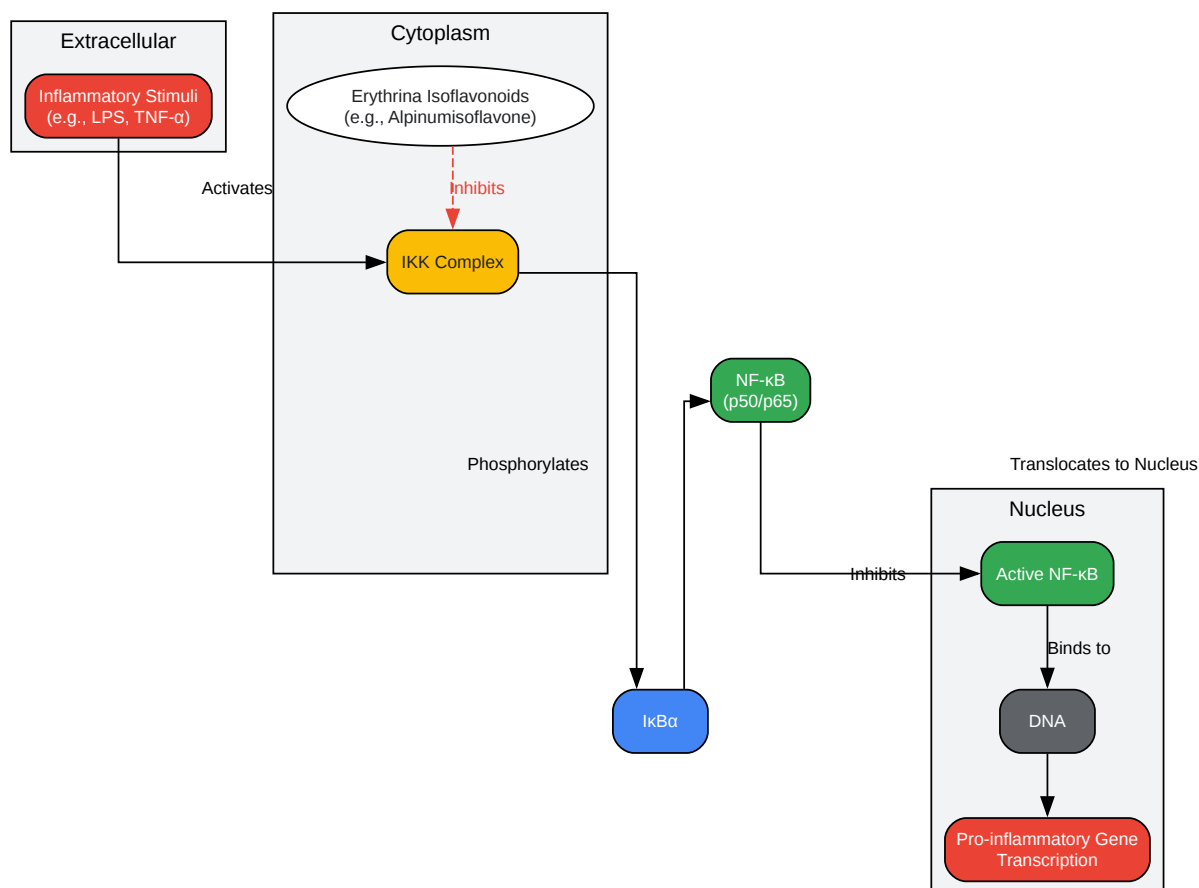 Extracellular
Inflammatory Stimuli
(e.g., LPS, TNF-α)
Cytoplasm
Erythrina Isoflavonoids
(e.g., Alpinumisoflavone)
Activates
Inhibits
IKK Complex
NF-κB
(p50/p65)
Phosphorylates
Translocates to Nucleus
Nucleus
Inhibits
Active NF-κB
Binds to
IκBα
DNA
Pro-inflammatory Gene
Transcription